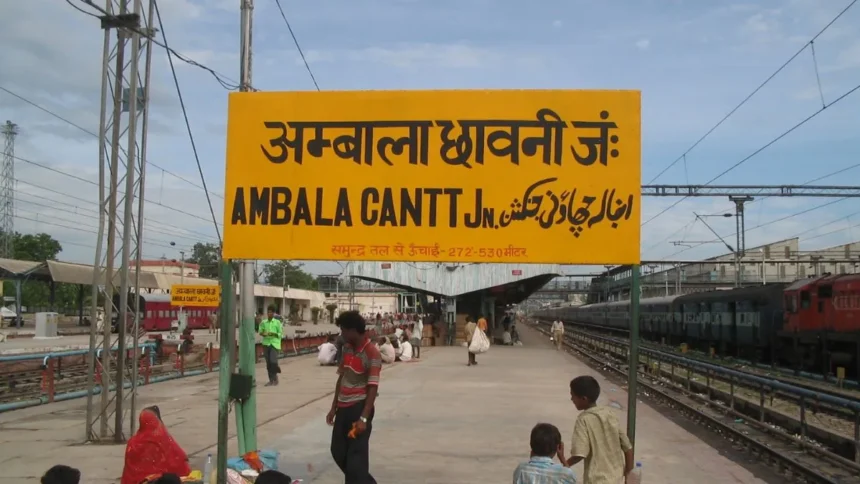 अम्बाला छावनी जं:
AMBALA CANTT JN. انبالہ چھاؤنی جنکشن
समुन्द्र तल से ऊँचाई-272-530 मीटर.